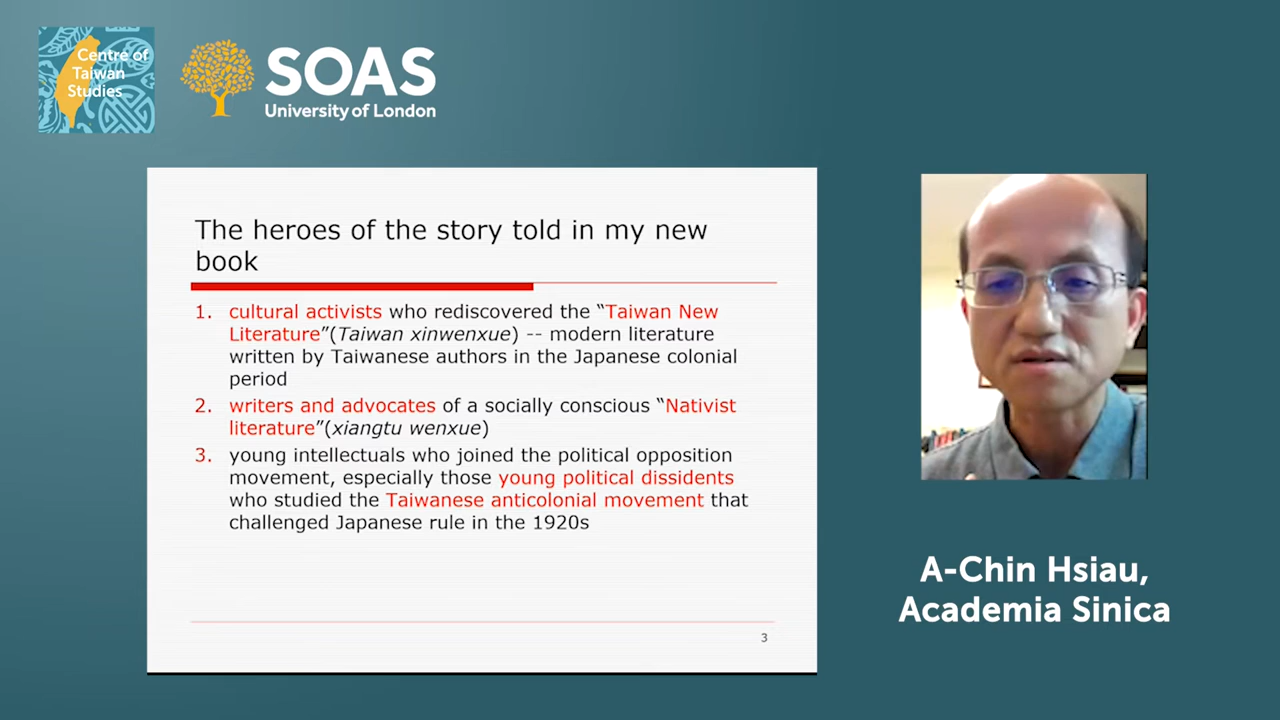 Centre of
Taiwan
Studies
SOAS
University of London
The heroes of the story told in my new
book
1. cultural activists who rediscovered the “Taiwan New
Literature”(Taiwan xinwenxue) -- modern literature
written by Taiwanese authors in the Japanese colonial
period
2. writers and advocates of a socially conscious “Nativist
literature”(xiangtu wenxue)
3. young intellectuals who joined the political opposition
movement, especially those young political dissidents
who studied the Taiwanese anticolonial movement that
challenged Japanese rule in the 1920s
3
A-Chin Hsiau,
Academia Sinica